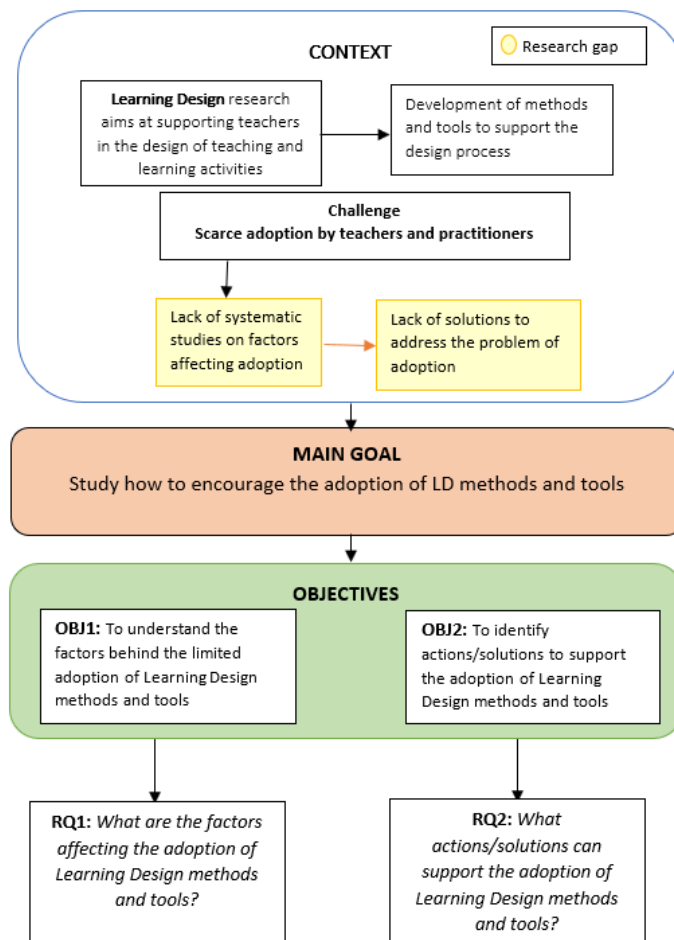 CONTEXT
Research gap
Learning Design research
aims at supporting teachers
in the design of teaching and
learning activities
Development of methods
and tools to support the
design process
Challenge
Scarce adoption by teachers and practitioners
Lack of systematic
studies on factors
affecting adoption
Lack of solutions to
address the problem of
adoption
MAIN GOAL
Study how to encourage the adoption of LD methods and tools
OBJECTIVES
OBJ1: To understand the
factors behind the limited
adoption of Learning Design
methods and tools
OBJ2: To identify
actions/solutions to support
the adoption of Learning
Design methods and tools
RQ1: What are the factors
affecting the adoption of
Learning Design methods
and tools?
RQ2: What
actions/solutions can
support the adoption of
Learning Design methods
and tools?